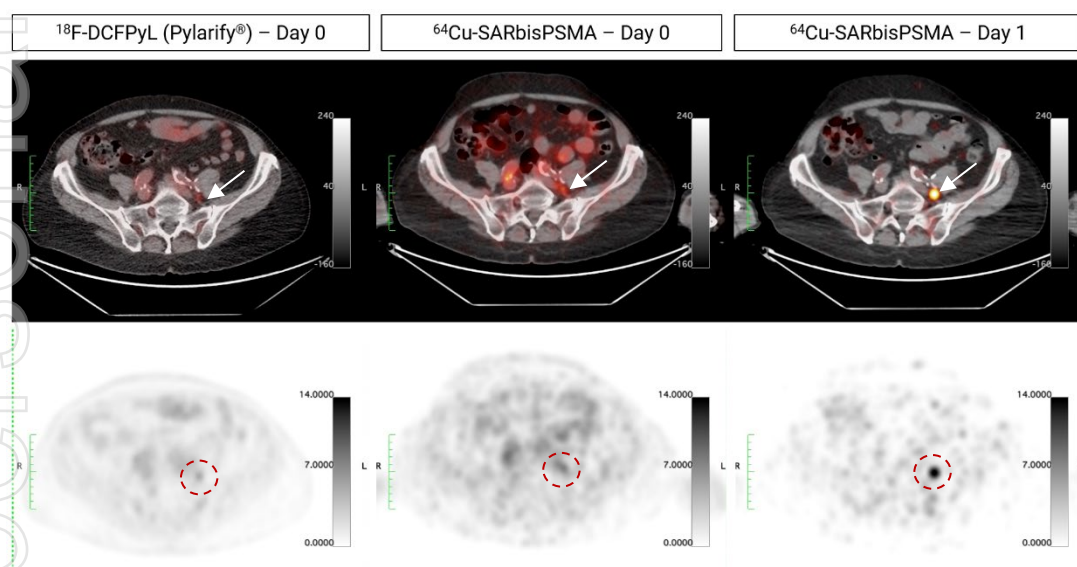 ¹⁸F-DCFPyL (Pylarify®) – Day 0
⁶⁴Cu-SARbisPSMA – Day 0
⁶⁴Cu-SARbisPSMA – Day 1
240
40
-160
R
L
240
40
-160
R
L
240
40
-160
R
14.0000
7.0000
0.0000
R
L
14.0000
7.0000
0.0000
R
L
14.0000
7.0000
0.0000
R